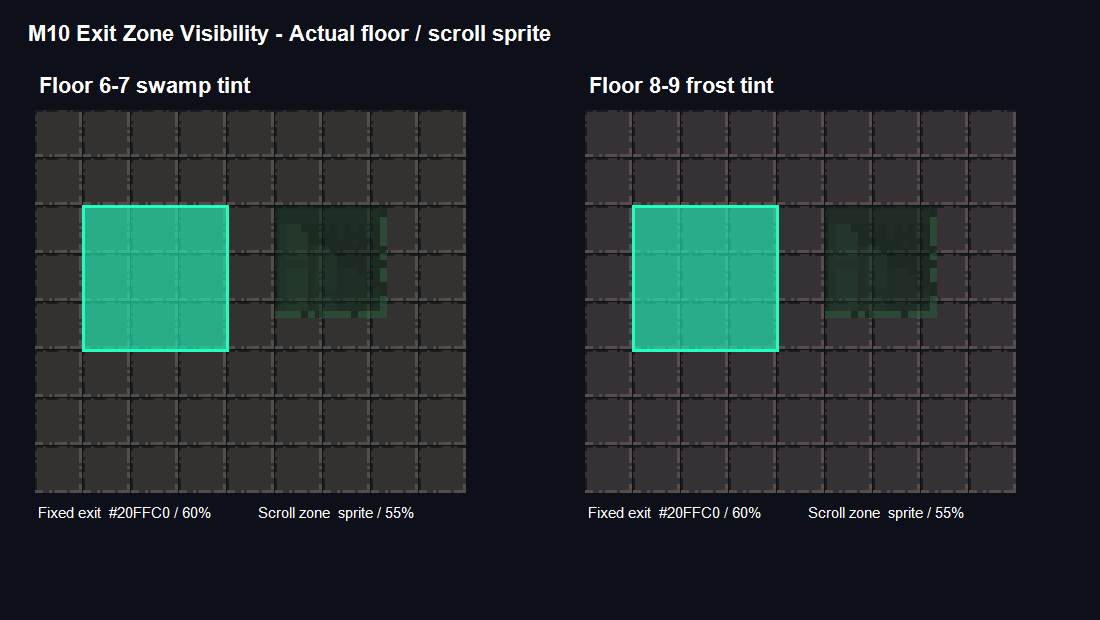 M10 Exit Zone Visibility - Actual floor / scroll sprite
Floor 6-7 swamp tint
Floor 8-9 frost tint
Fixed exit #20FFC0 / 60%
Scroll zone sprite / 55%
Fixed exit #20FFC0 / 60%
Scroll zone sprite / 55%